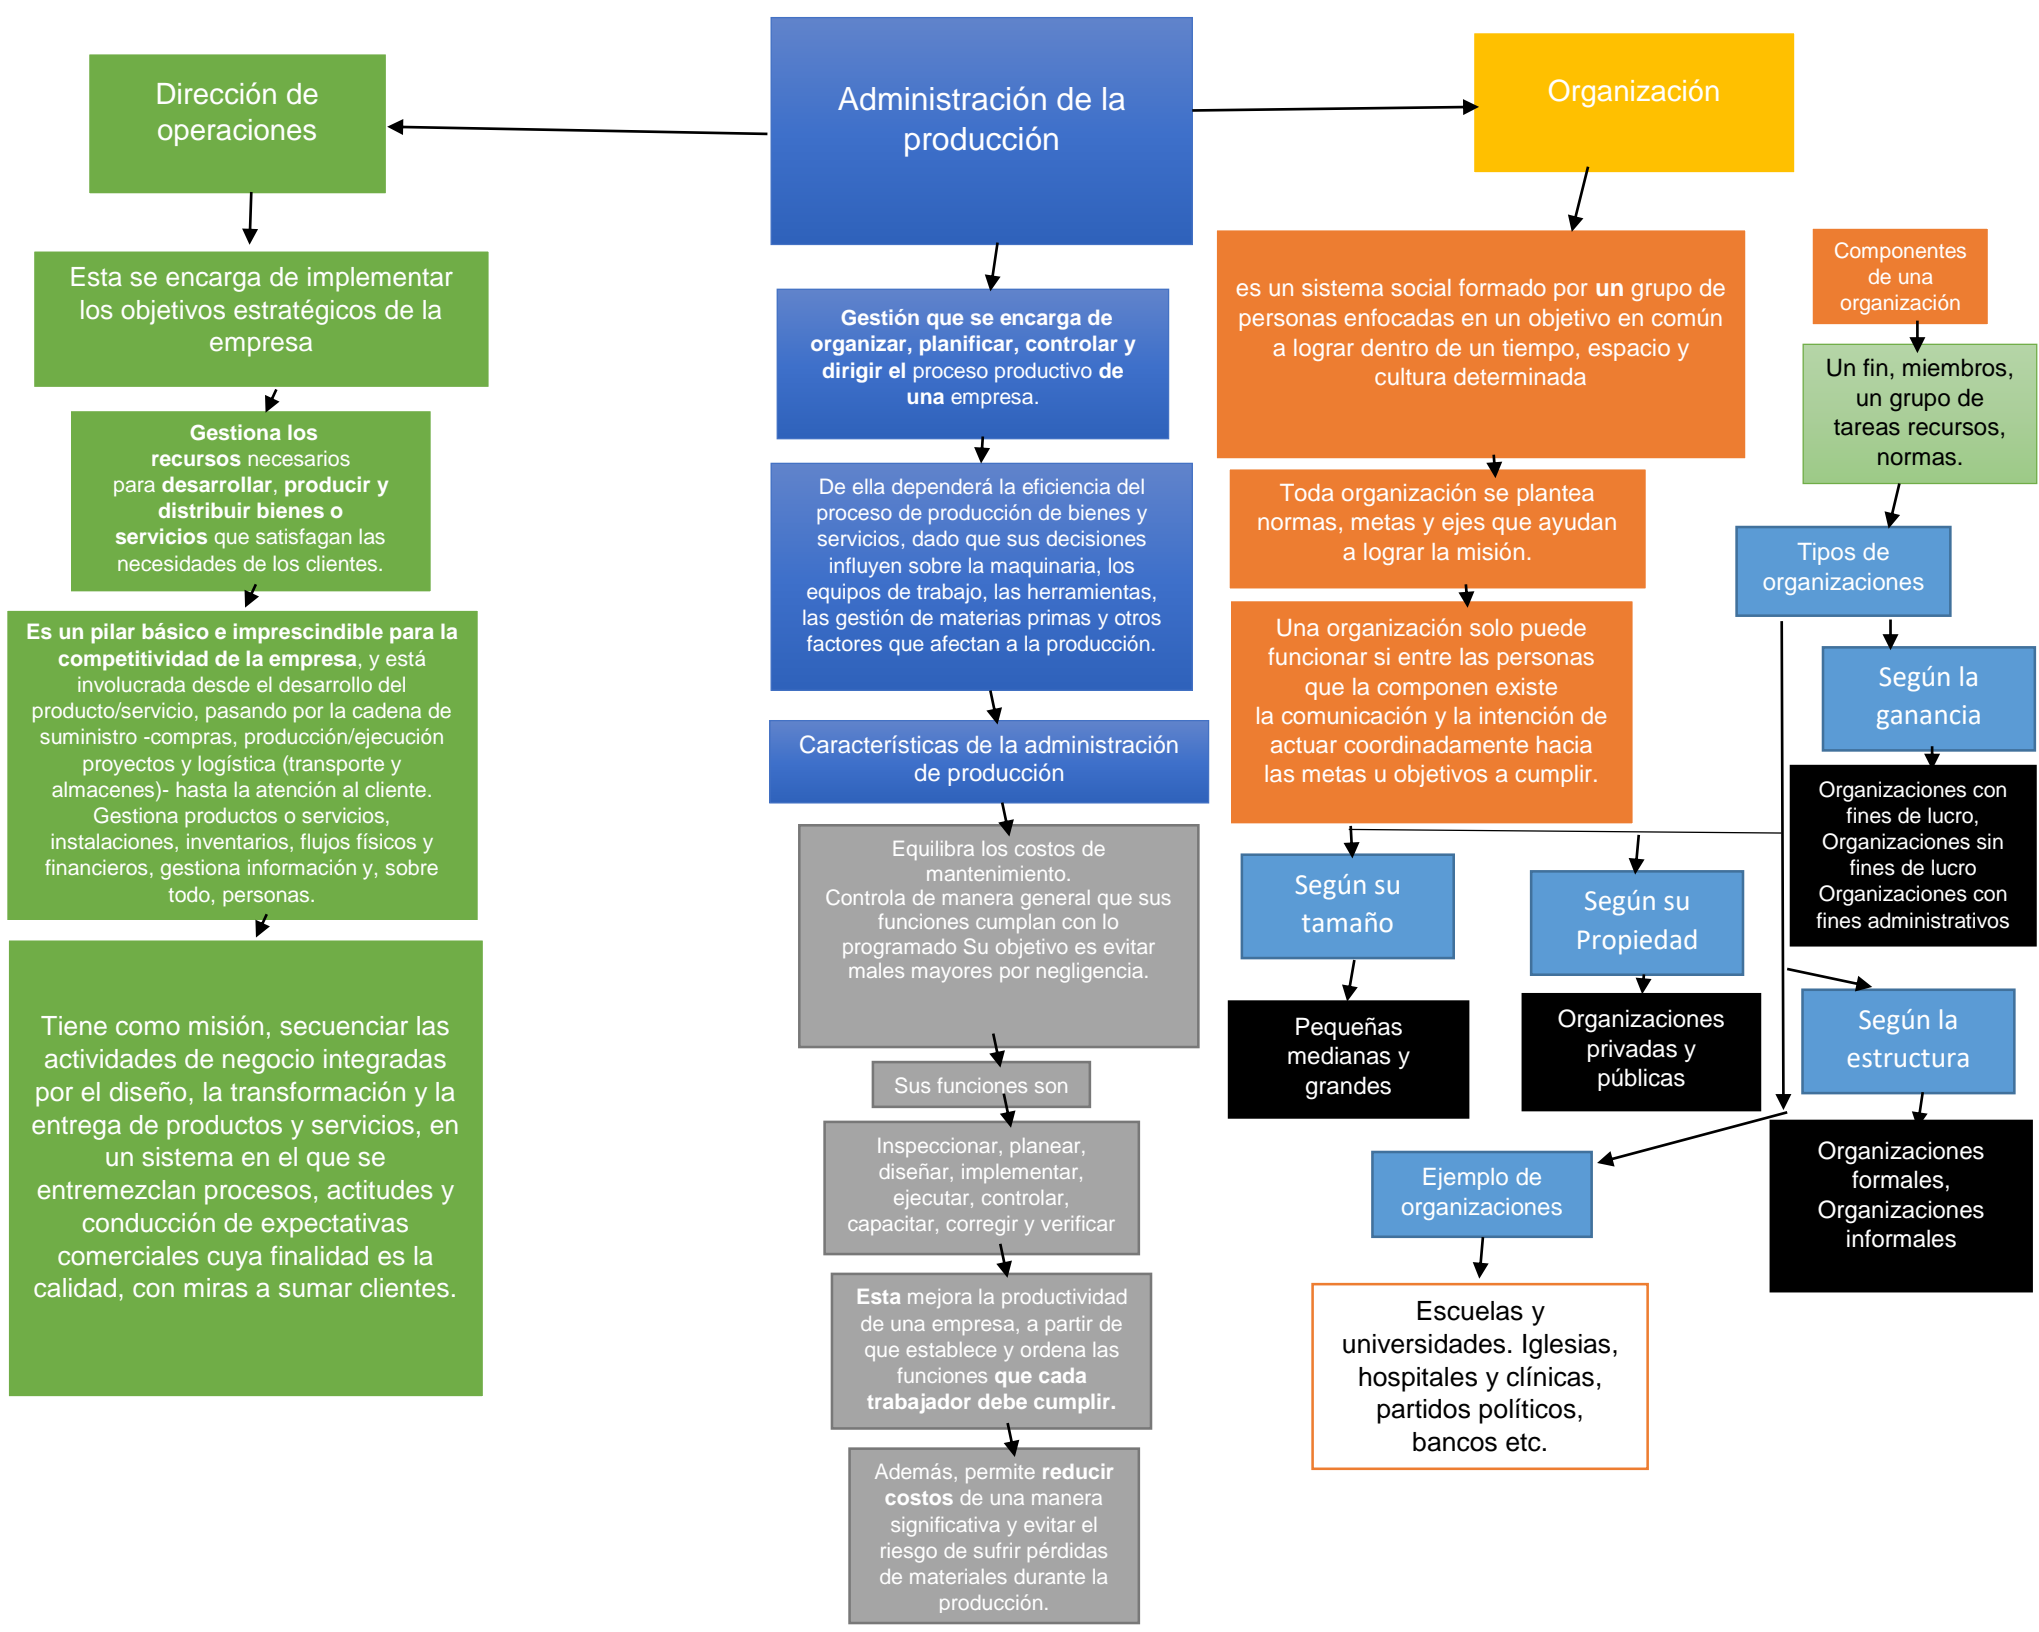 Dirección de
operaciones
Esta se encarga de implementar
los objetivos estratégicos de la
empresa
Gestiona los
recursos necesarios
para desarrollar, producir y
distribuir bienes o
servicios que satisfagan las
necesidades de los clientes.
Es un pilar básico e imprescindible para la
competitividad de la empresa, y está
involucrada desde el desarrollo del
producto/servicio, pasando por la cadena de
suministro -compras, producción/ejecución
proyectos y logística (transporte y
almacenes)- hasta la atención al cliente.
Gestiona productos o servicios,
instalaciones, inventarios, flujos físicos y
financieros, gestiona información y, sobre
todo, personas.
Tiene como misión, secuenciar las
actividades de negocio integradas
por el diseño, la transformación y la
entrega de productos y servicios, en
un sistema en el que se
entremezclan procesos, actitudes y
conducción de expectativas
comerciales cuya finalidad es la
calidad, con miras a sumar clientes.
Administración de la
producción
Gestión que se encarga de
organizar, planificar, controlar y
dirigir el proceso productivo de
una empresa.
De ella dependerá la eficiencia del
proceso de producción de bienes y
servicios, dado que sus decisiones
influyen sobre la maquinaria, los
equipos de trabajo, las herramientas,
las gestión de materias primas y otros
factores que afectan a la producción.
Características de la administración
de producción
Equilibra los costos de
mantenimiento.
Controla de manera general que sus
funciones cumplan con lo
programado Su objetivo es evitar
males mayores por negligencia.
Sus funciones son
Inspeccionar, planear,
diseñar, implementar,
ejecutar, controlar,
capacitar, corregir y verificar
Esta mejora la productividad
de una empresa, a partir de
que establece y ordena las
funciones que cada
trabajador debe cumplir.
Además, permite reducir
costos de una manera
significativa y evitar el
riesgo de sufrir pérdidas
de materiales durante la
producción.
Organización
es un sistema social formado por un grupo de
personas enfocadas en un objetivo en común
a lograr dentro de un tiempo, espacio y
cultura determinada
Toda organización se plantea
normas, metas y ejes que ayudan
a lograr la misión.
Una organización solo puede
funcionar si entre las personas
que la componen existe
la comunicación y la intención de
actuar coordinadamente hacia
las metas u objetivos a cumplir.
Componentes
de una
organización
Un fin, miembros,
un grupo de
tareas recursos,
normas.
Tipos de
organizaciones
Según la
ganancia
Organizaciones con
fines de lucro,
Organizaciones sin
fines de lucro
Organizaciones con
fines administrativos
Según su
tamaño
Pequeñas
medianas y
grandes
Según su
Propiedad
Organizaciones
privadas y
públicas
Según la
estructura
Organizaciones
formales,
Organizaciones
informales
Ejemplo de
organizaciones
Escuelas y
universidades. Iglesias,
hospitales y clínicas,
partidos políticos,
bancos etc.